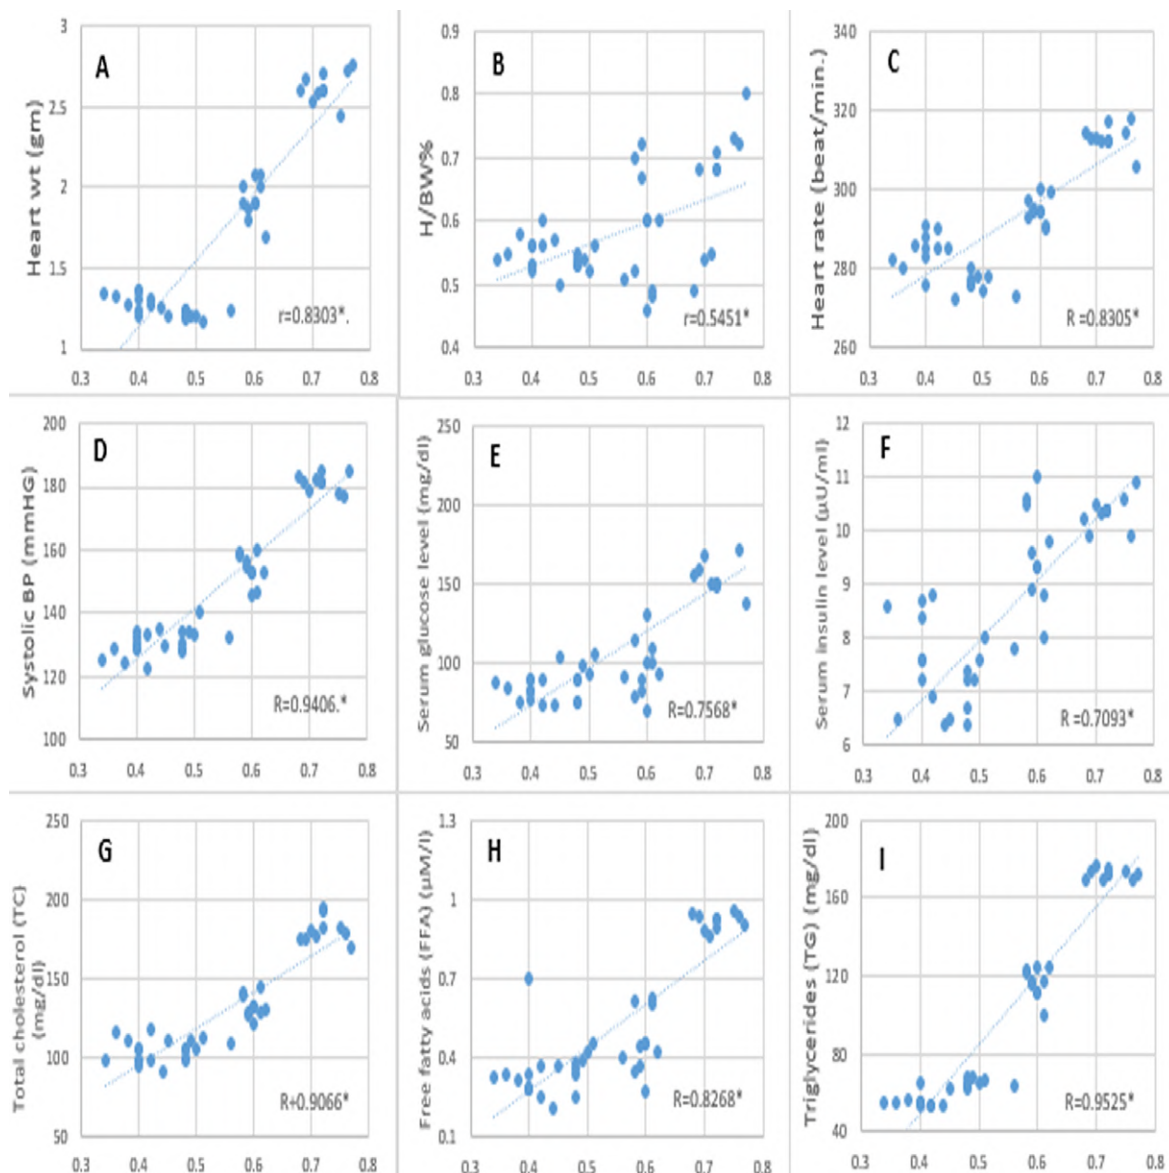 A
Heart wt (gm)
3
2.5
2
1.5
1
r=0.8303*.
0.3 0.4 0.5 0.6 0.7 0.8
B
H/BW%
0.9
0.8
0.7
0.6
0.5
0.4
r=0.5451*
0.3 0.4 0.5 0.6 0.7 0.8
C
Heart rate (beat/min.)
340
320
300
280
260
R =0.8305*
0.3 0.4 0.5 0.6 0.7 0.8
D
Systolic BP (mmHG)
200
180
160
140
120
100
R=0.9406.*
0.3 0.4 0.5 0.6 0.7 0.8
E
Serum glucose level (mg/dl)
250
200
150
100
50
R=0.7568*
0.3 0.4 0.5 0.6 0.7 0.8
F
Serum insulin level (µU/ml)
12
11
10
9
8
7
6
R =0.7093*
0.3 0.4 0.5 0.6 0.7 0.8
G
Total cholesterol (TC)
(mg/dl)
250
200
150
100
50
R+0.9066*
0.3 0.4 0.5 0.6 0.7 0.8
H
Free fatty acids (FFA) (µM/l)
1.3
1
0.7
0.4
0.1
R=0.8268*
0.3 0.4 0.5 0.6 0.7 0.8
I
Triglycerides (TG) (mg/dl)
200
160
120
80
40
R=0.9525*
0.3 0.4 0.5 0.6 0.7 0.8